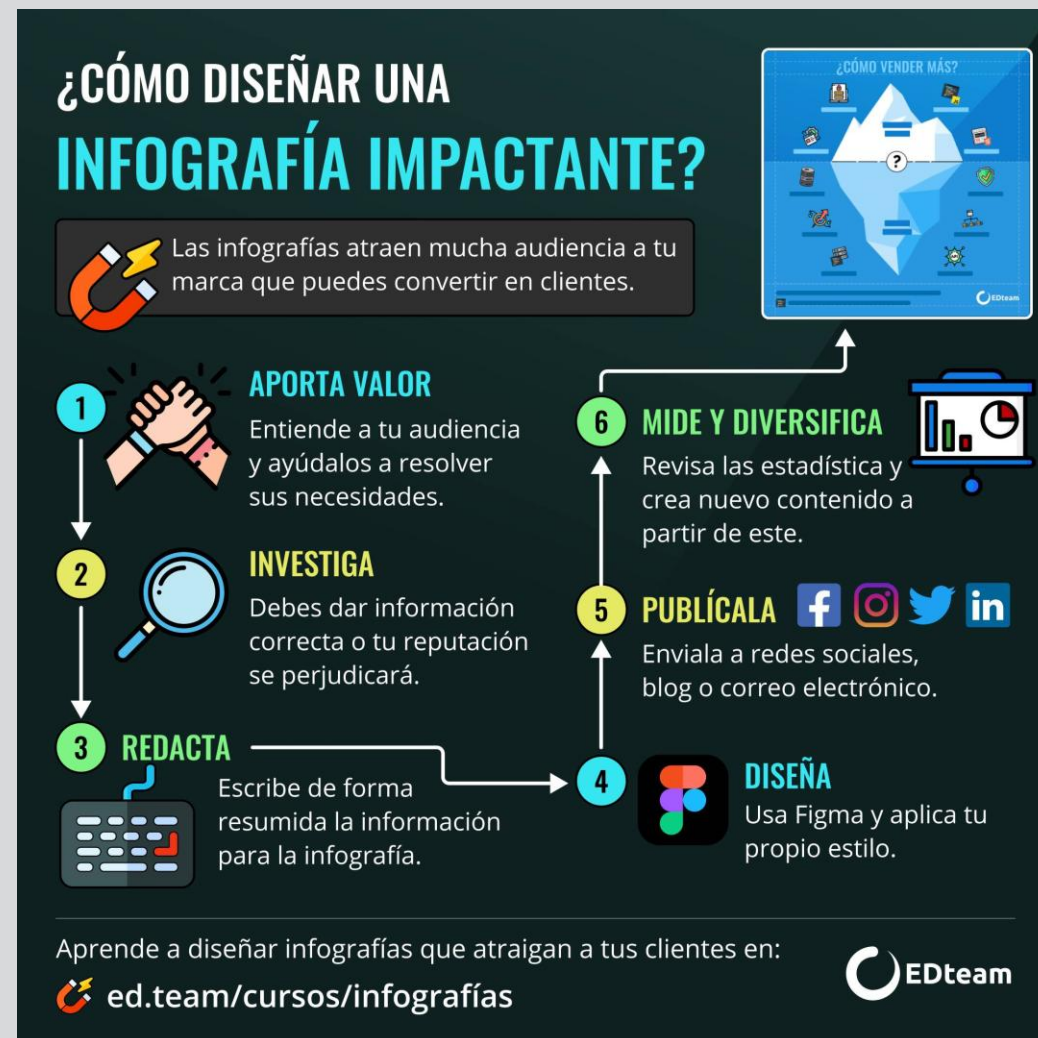 ¿CÓMO DISEÑAR UNA
INFOGRAFÍA IMPACTANTE?
Las infografías atraen mucha audiencia a tu
marca que puedes convertir en clientes.
¿CÓMO VENDER MÁS?
?
EDteam
1
APORTA VALOR
Entiende a tu audiencia
y ayúdalos a resolver
sus necesidades.
2
INVESTIGA
Debes dar información
correcta o tu reputación
se perjudicará.
3 REDACTA
Escribe de forma
resumida la información
para la infografía.
4
DISEÑA
Usa Figma y aplica tu
propio estilo.
5 PUBLÍCALA f in
Enviala a redes sociales,
blog o correo electrónico.
6 MIDE Y DIVERSIFICA
Revisa las estadística y
crea nuevo contenido a
partir de este.
Aprende a diseñar infografías que atraigan a tus clientes en:
ed.team/cursos/infografías
EDteam